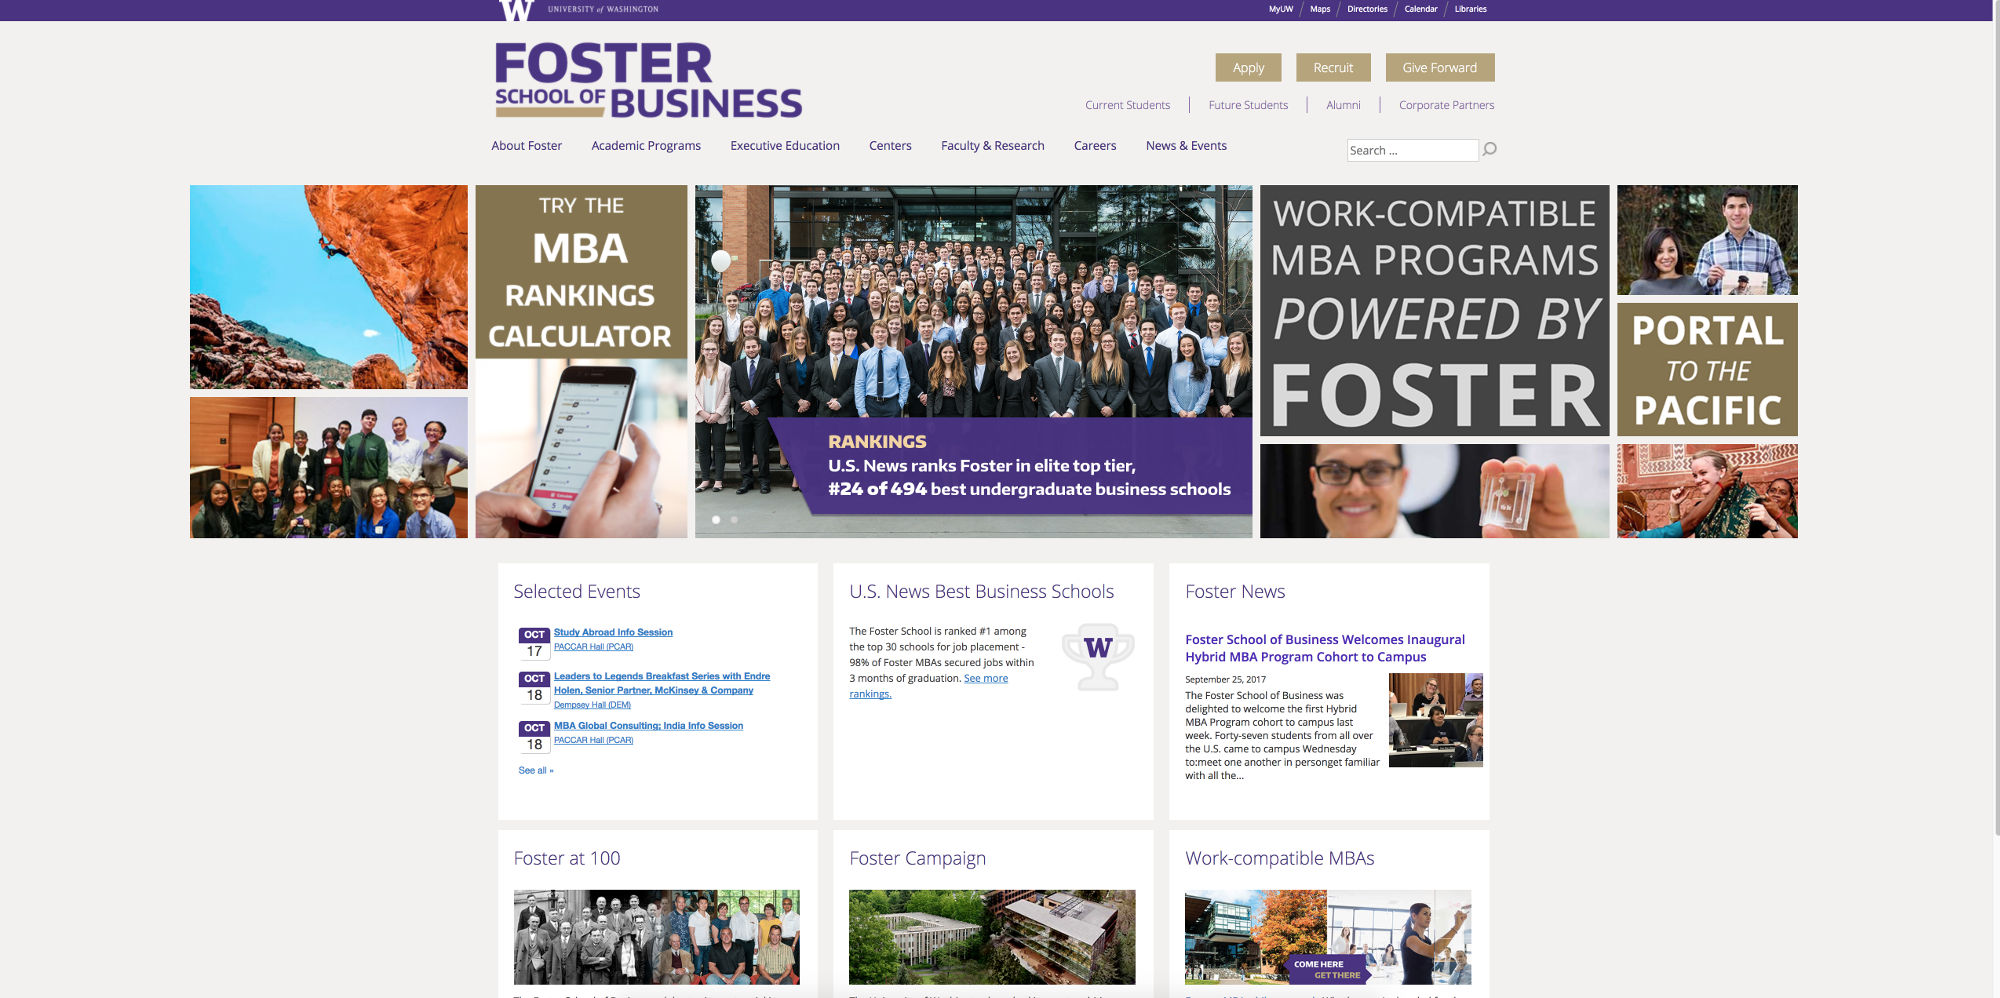 W UNIVERSITY of WASHINGTON
MyUW Maps Directories Calendar Libraries
FOSTER
SCHOOL OF BUSINESS
Apply Recruit Give Forward
Current Students Future Students Alumni Corporate Partners
About Foster Academic Programs Executive Education Centers Faculty & Research Careers News & Events
Search ...
TRY THE
MBA
RANKINGS
CALCULATOR
RANKINGS
U.S. News ranks Foster in elite top tier,
#24 of 494 best undergraduate business schools
WORK-COMPATIBLE
MBA PROGRAMS
POWERED BY
FOSTER
PORTAL
TO THE
PACIFIC
Selected Events
OCT
17
Study Abroad Info Session
PACCAR Hall (PCAR)
OCT
18
Leaders to Legends Breakfast Series with Endre
Holen, Senior Partner, McKinsey & Company
Dempsey Hall (DEM)
OCT
18
MBA Global Consulting; India Info Session
PACCAR Hall (PCAR)
See all »
U.S. News Best Business Schools
The Foster School is ranked #1 among
the top 30 schools for job placement -
98% of Foster MBAs secured jobs within
3 months of graduation. See more
rankings.
W
Foster News
Foster School of Business Welcomes Inaugural
Hybrid MBA Program Cohort to Campus
September 25, 2017
The Foster School of Business was
delighted to welcome the first Hybrid
MBA Program cohort to campus last
week. Forty-seven students from all over
the U.S. came to campus Wednesday
to:meet one another in personget familiar
with all the...
Foster at 100
Foster Campaign
Work-compatible MBAs
COME HERE
GET THERE